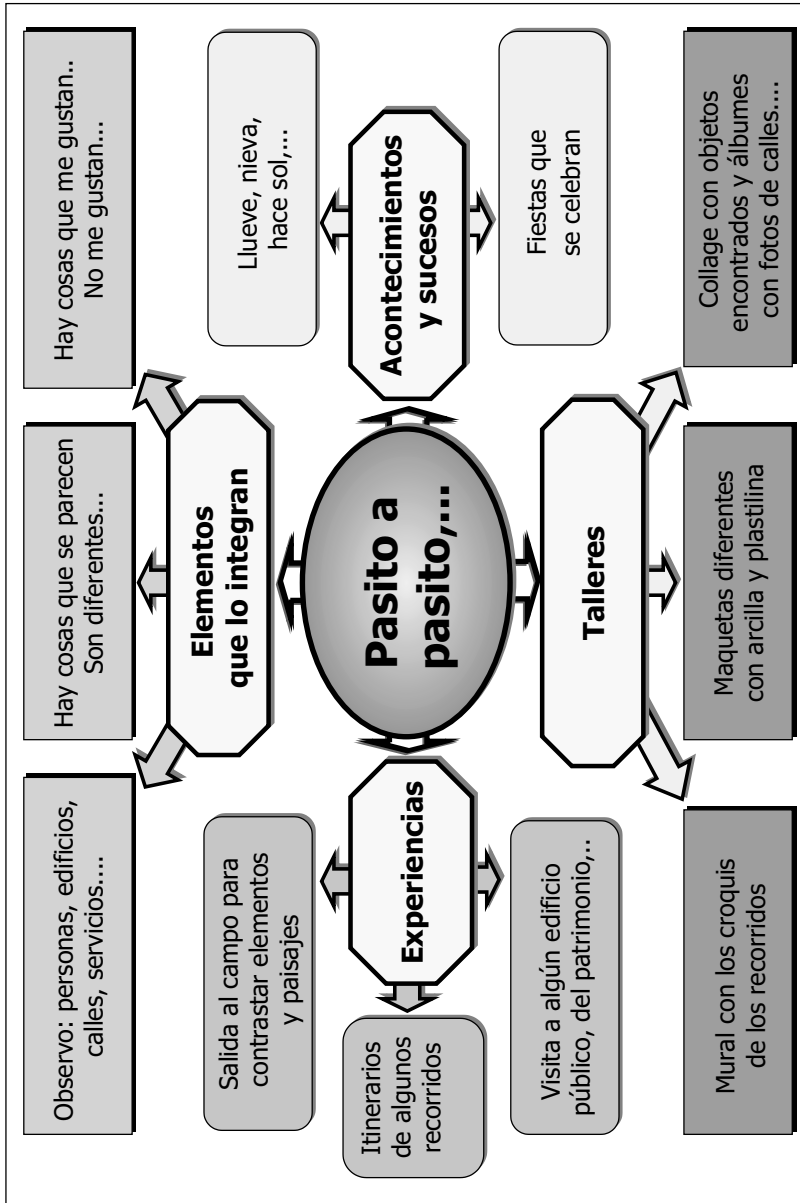 Observo: personas, edificios,
calles, servicios....
Hay cosas que se parecen
Son diferentes...
Hay cosas que me gustan..
No me gustan...
Elementos
que lo integran
Salida al campo para
contrastar elementos
y paisajes
Llueve, nieva,
hace sol,...
Itinerarios
de algunos
recorridos
Experiencias
Pasito a
pasito,...
Acontecimientos
y sucesos
Visita a algún edificio
público, del patrimonio,..
Fiestas que
se celebran
Talleres
Mural con los croquis
de los recorridos
Maquetas diferentes
con arcilla y plastilina
Collage con objetos
encontrados y álbumes
con fotos de calles....